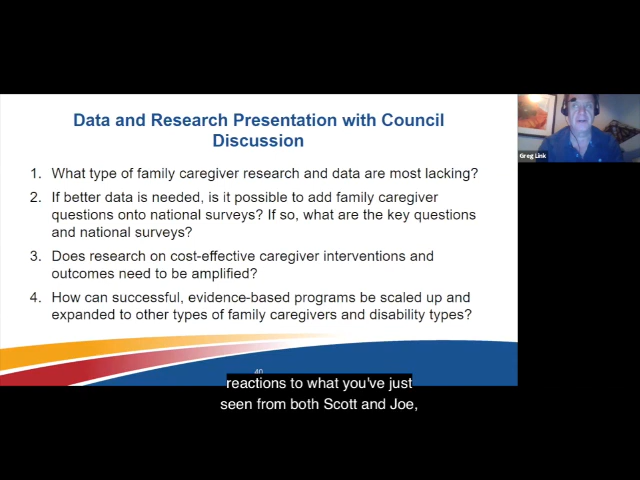 Data and Research Presentation with Council
Discussion
1. What type of family caregiver research and data are most lacking?
2. If better data is needed, is it possible to add family caregiver
questions onto national surveys? If so, what are the key questions
and national surveys?
3. Does research on cost-effective caregiver interventions and
outcomes need to be amplified?
4. How can successful, evidence-based programs be scaled up and
expanded to other types of family caregivers and disability types?
Greg Link
40
reactions to what you've just
seen from both Scott and Joe,